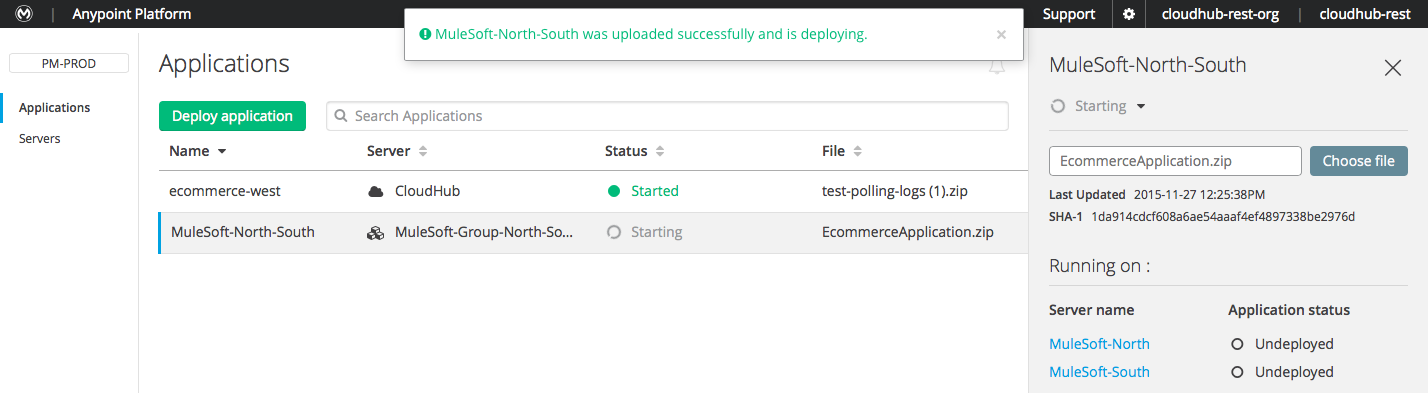 Anypoint Platform
Support
cloudhub-rest-org
cloudhub-rest
MuleSoft-North-South was uploaded successfully and is deploying.
PM-PROD
Applications
Servers
Applications
Deploy application
Search Applications
Name Server Status File
ecommerce-west CloudHub Started test-polling-logs (1).zip
MuleSoft-North-South MuleSoft-Group-North-So... Starting EcommerceApplication.zip
MuleSoft-North-South
Starting
EcommerceApplication.zip Choose file
Last Updated 2015-11-27 12:25:38PM
SHA-1 1da914cdcf608a6ae54aaaf4ef4897338be2976d
Running on :
Server name Application status
MuleSoft-North Undeployed
MuleSoft-South Undeployed